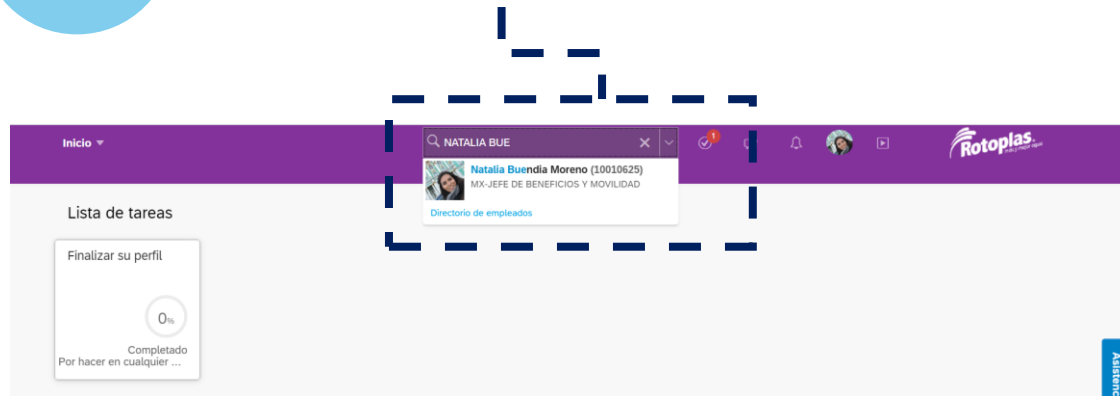 Inicio
NATALIA BUE
1
Rotoplas
Natalia Buendia Moreno (10010625)
MX-JEFE DE BENEFICIOS Y MOVILIDAD
Directorio de empleados
Lista de tareas
Finalizar su perfil
0%
Completado
Por hacer en cualquier ...